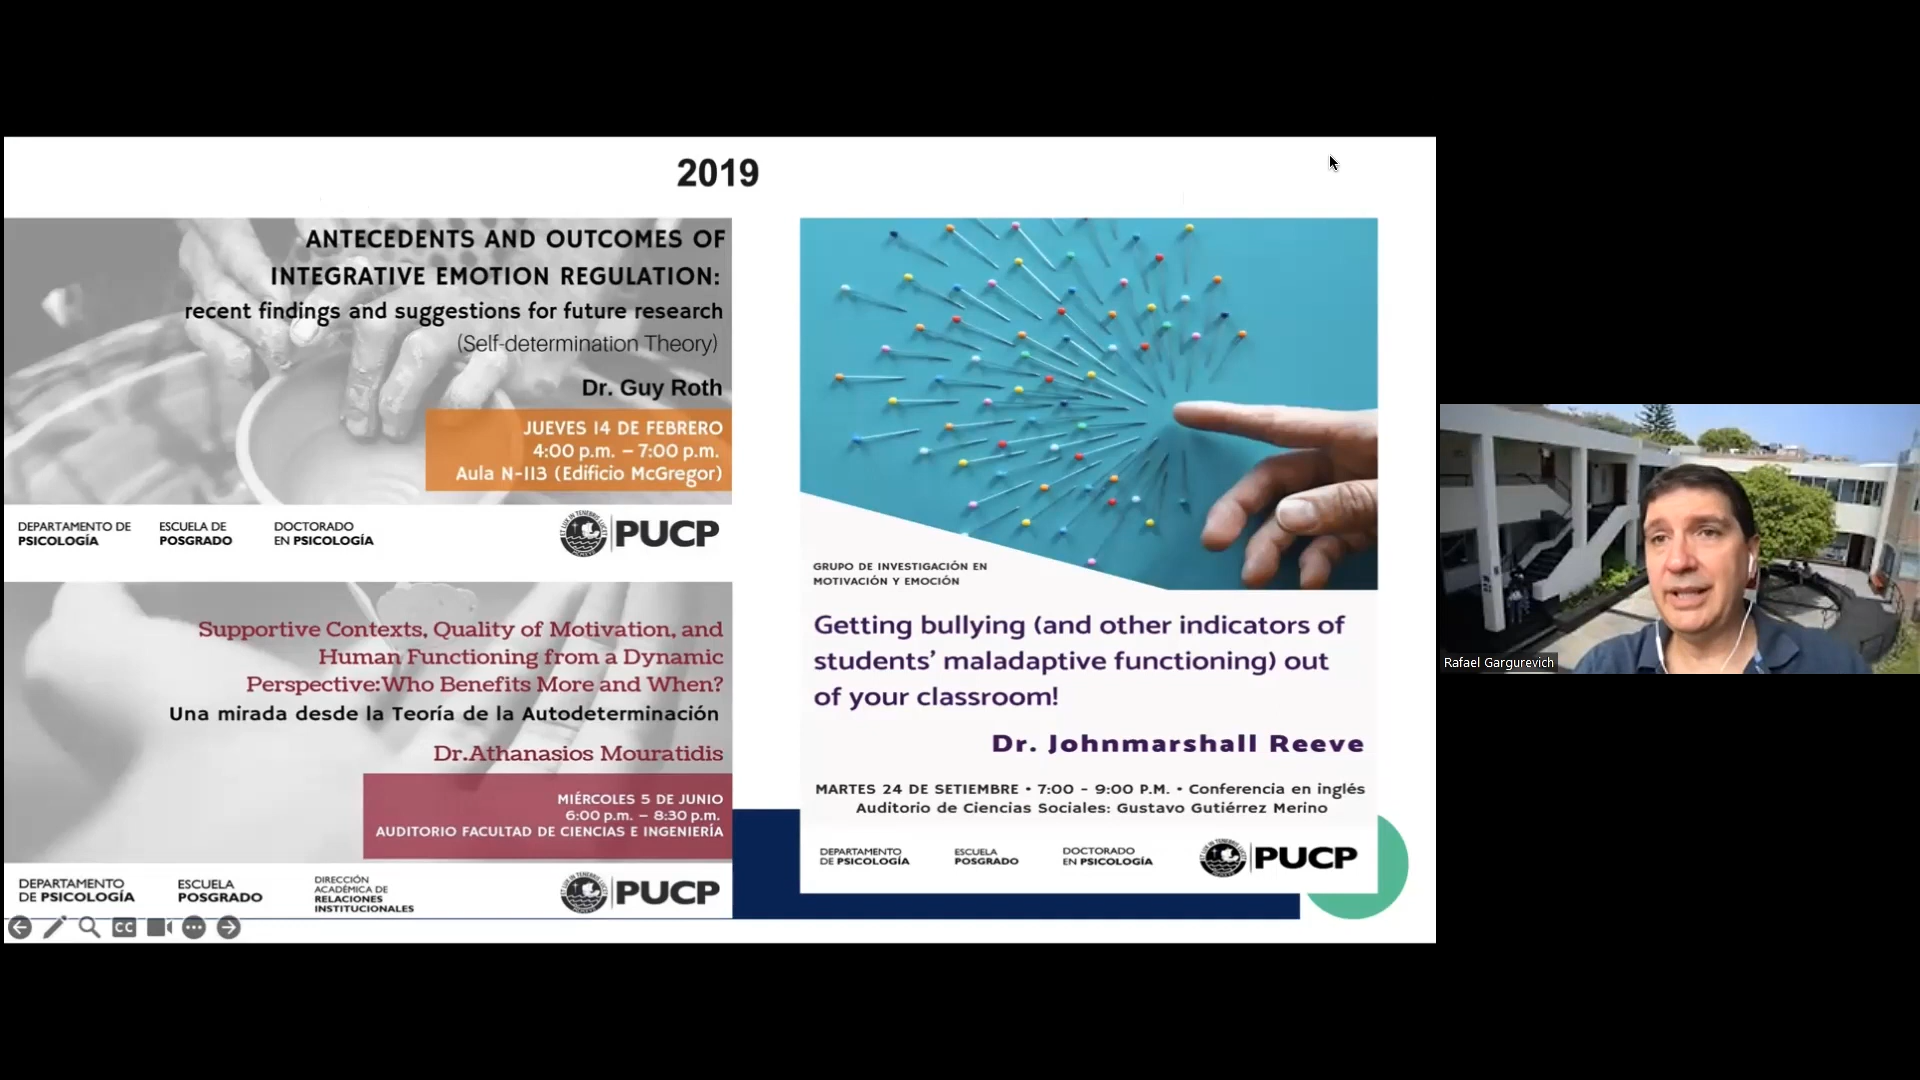 2019
ANTECEDENTS AND OUTCOMES OF
INTEGRATIVE EMOTION REGULATION:
recent findings and suggestions for future research
(Self-determination Theory)
Dr. Guy Roth
JUEVES 14 DE FEBRERO
4:00 p.m. – 7:00 p.m.
Aula N-113 (Edificio McGregor)
DEPARTAMENTO DE
PSICOLOGÍA
ESCUELA DE
POSGRADO
DOCTORADO
EN PSICOLOGÍA
PUCP
Supportive Contexts, Quality of Motivation, and
Human Functioning from a Dynamic
Perspective:Who Benefits More and When?
Una mirada desde la Teoría de la Autodeterminación
Dr.Athanasios Mouratidis
MIÉRCOLES 5 DE JUNIO
6:00 p.m. – 8:30 p.m.
AUDITORIO FACULTAD DE CIENCIAS E INGENIERÍA
DEPARTAMENTO
DE PSICOLOGÍA
ESCUELA
POSGRADO
DIRECCIÓN
ACADÉMICA DE
RELACIONES
INSTITUCIONALES
PUCP
CC
GRUPO DE INVESTIGACIÓN EN
MOTIVACIÓN Y EMOCIÓN
Getting bullying (and other indicators of
students’ maladaptive functioning) out
of your classroom!
Dr. Johnmarshall Reeve
MARTES 24 DE SETIEMBRE • 7:00 - 9:00 P.M. • Conferencia en inglés
Auditorio de Ciencias Sociales: Gustavo Gutiérrez Merino
DEPARTAMENTO
DE PSICOLOGÍA
ESCUELA
POSGRADO
DOCTORADO
EN PSICOLOGÍA
PUCP
Rafael Gargurevich